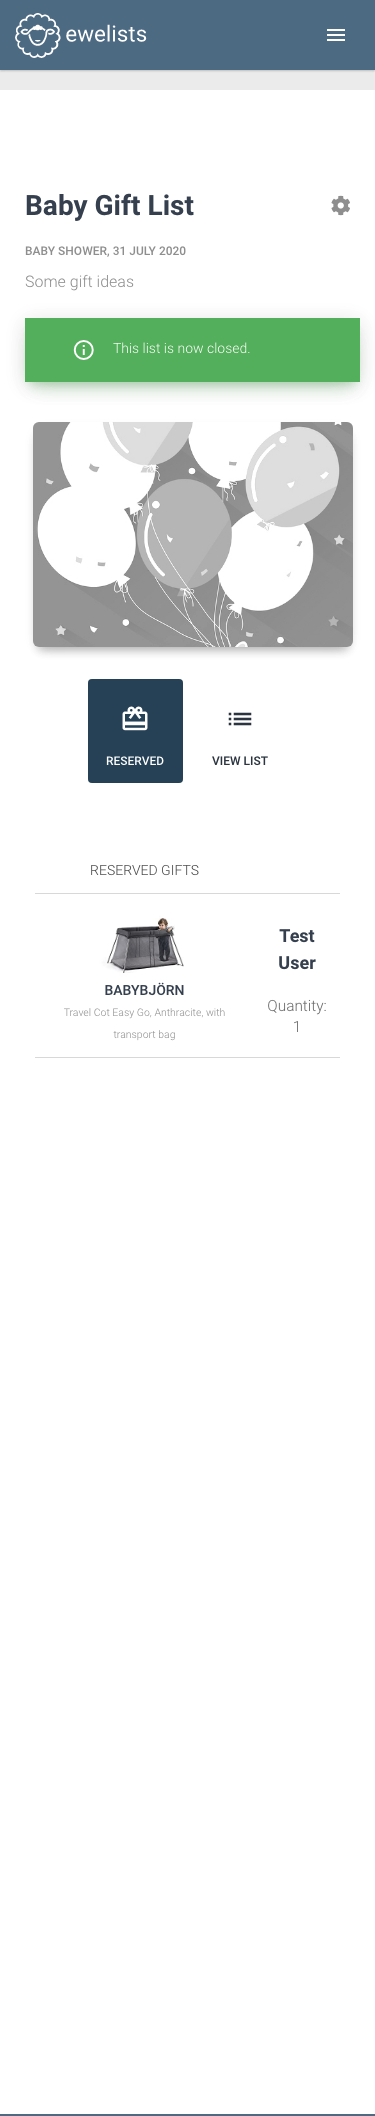 ewelists
Baby Gift List
BABY SHOWER, 31 JULY 2020
Some gift ideas
This list is now closed.
RESERVED
VIEW LIST
RESERVED GIFTS
BABYBJÖRN
Travel Cot Easy Go, Anthracite, with
transport bag
Test
User
Quantity:
1